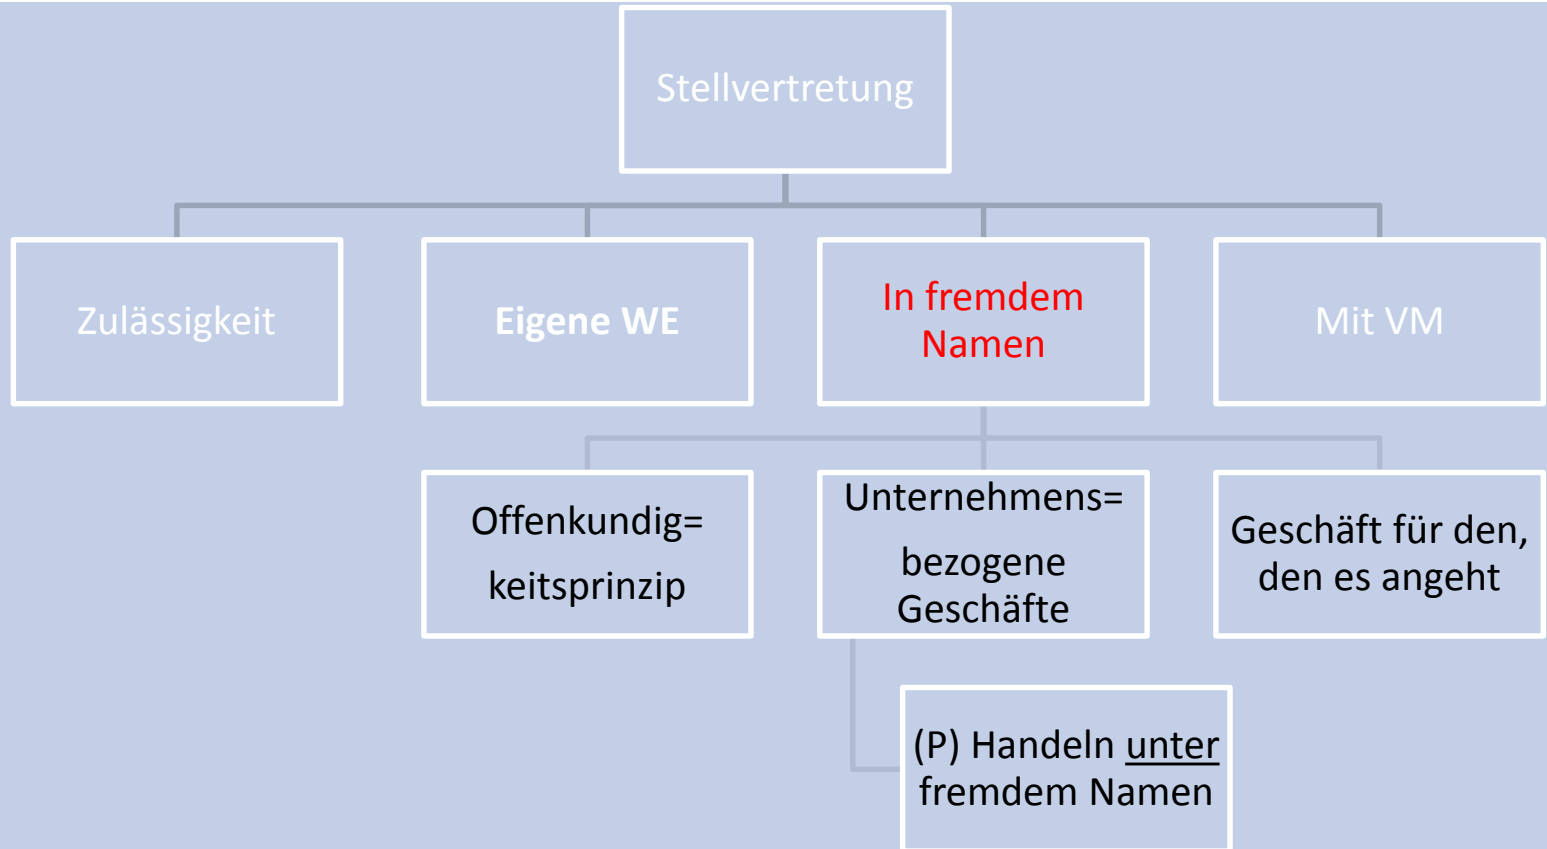 Stellvertretung
Zulässigkeit
Eigene WE
In fremdem
Namen
Mit VM
Offenkundig=
keitsprinzip
Unternehmens=
bezogene
Geschäfte
Geschäft für den,
den es angeht
(P) Handeln unter
fremdem Namen